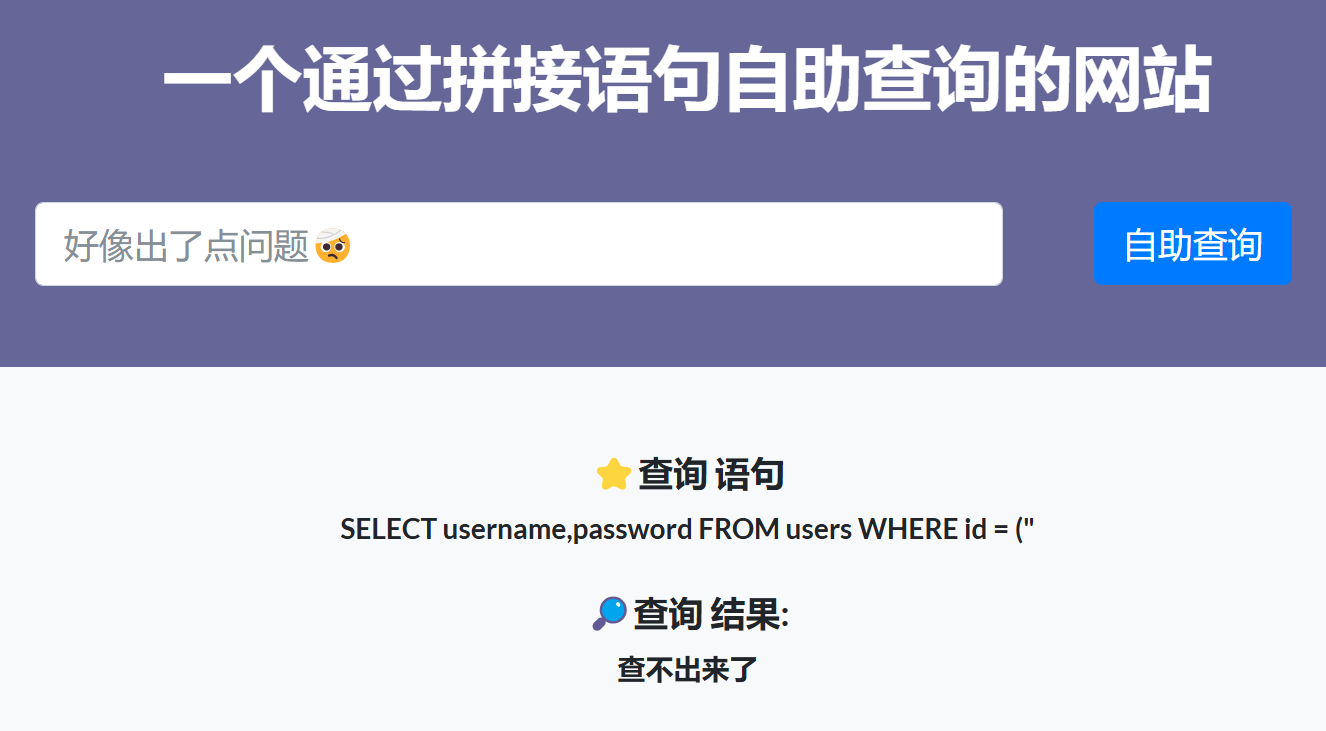 一个通过拼接语句自助查询的网站
好像出了点问题🤕
自助查询
⭐查询 语句
SELECT username,password FROM users WHERE id = ("
🔎查询 结果:
查不出来了